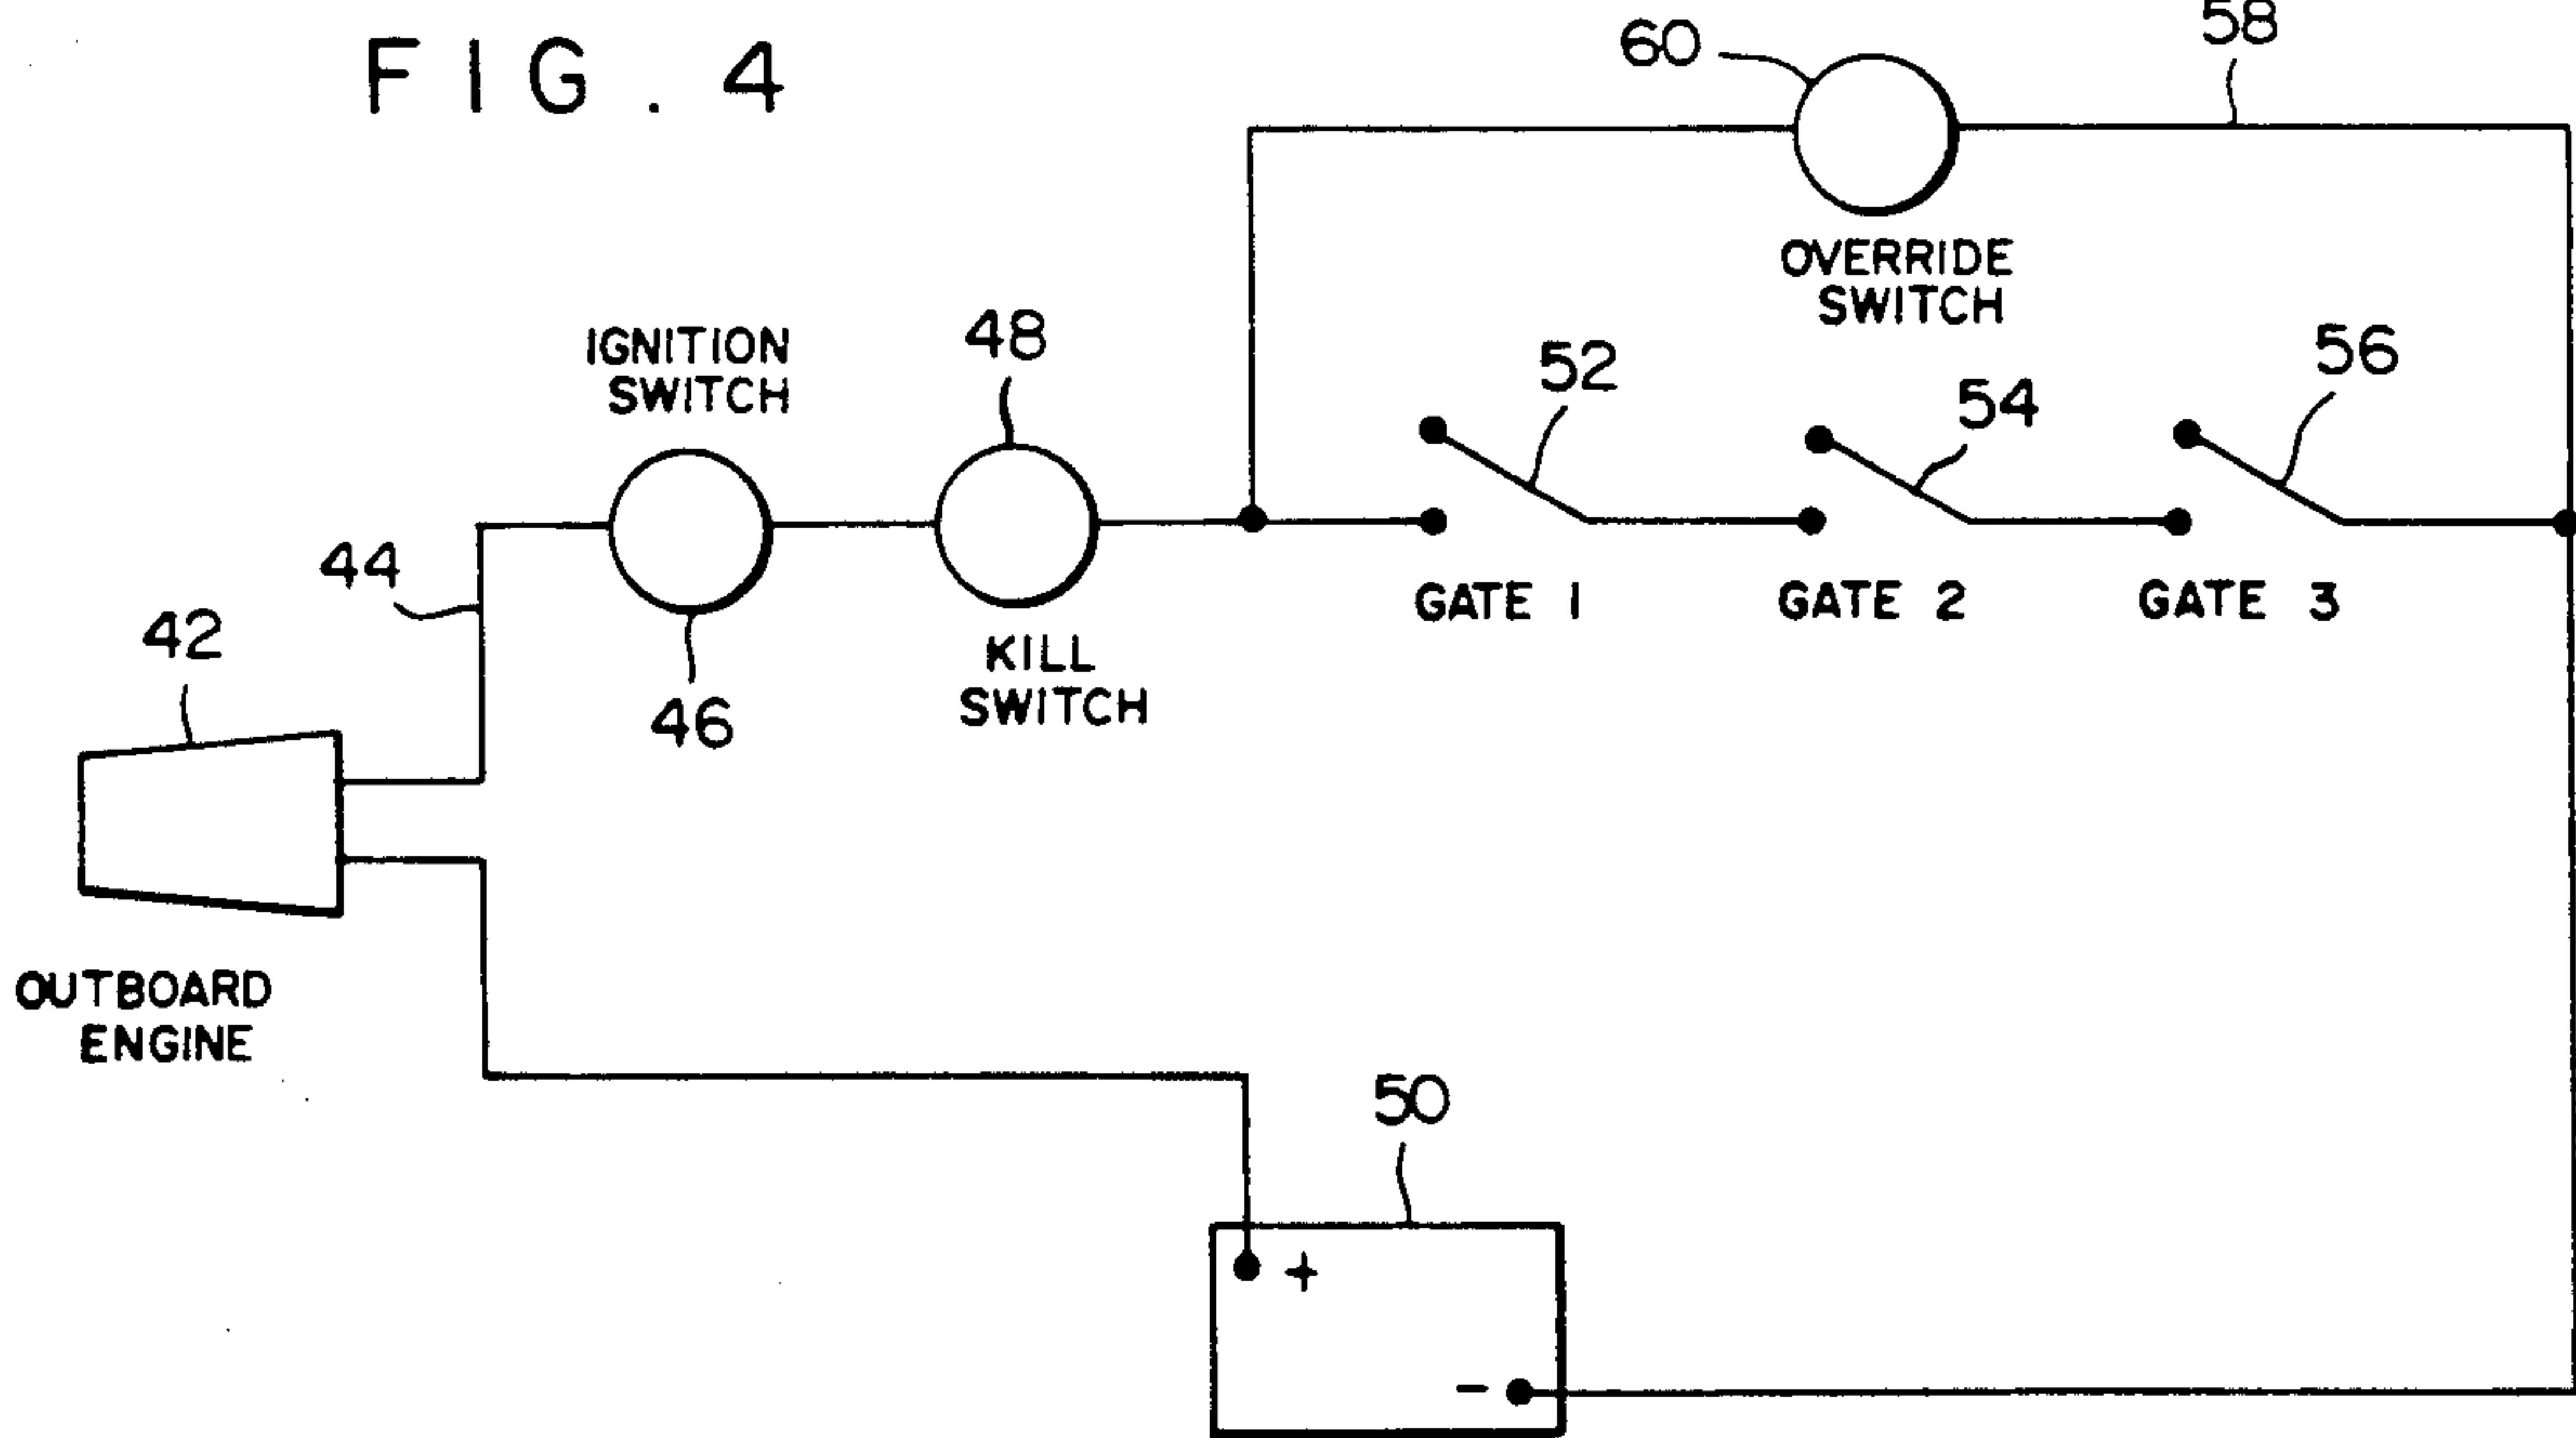 FIG. 4
58
60
OVERRIDE
SWITCH
IGNITION
SWITCH
48
52
54
56
44
46
KILL
SWITCH
GATE 1
GATE 2
GATE 3
42
OUTBOARD
ENGINE
50
+
-